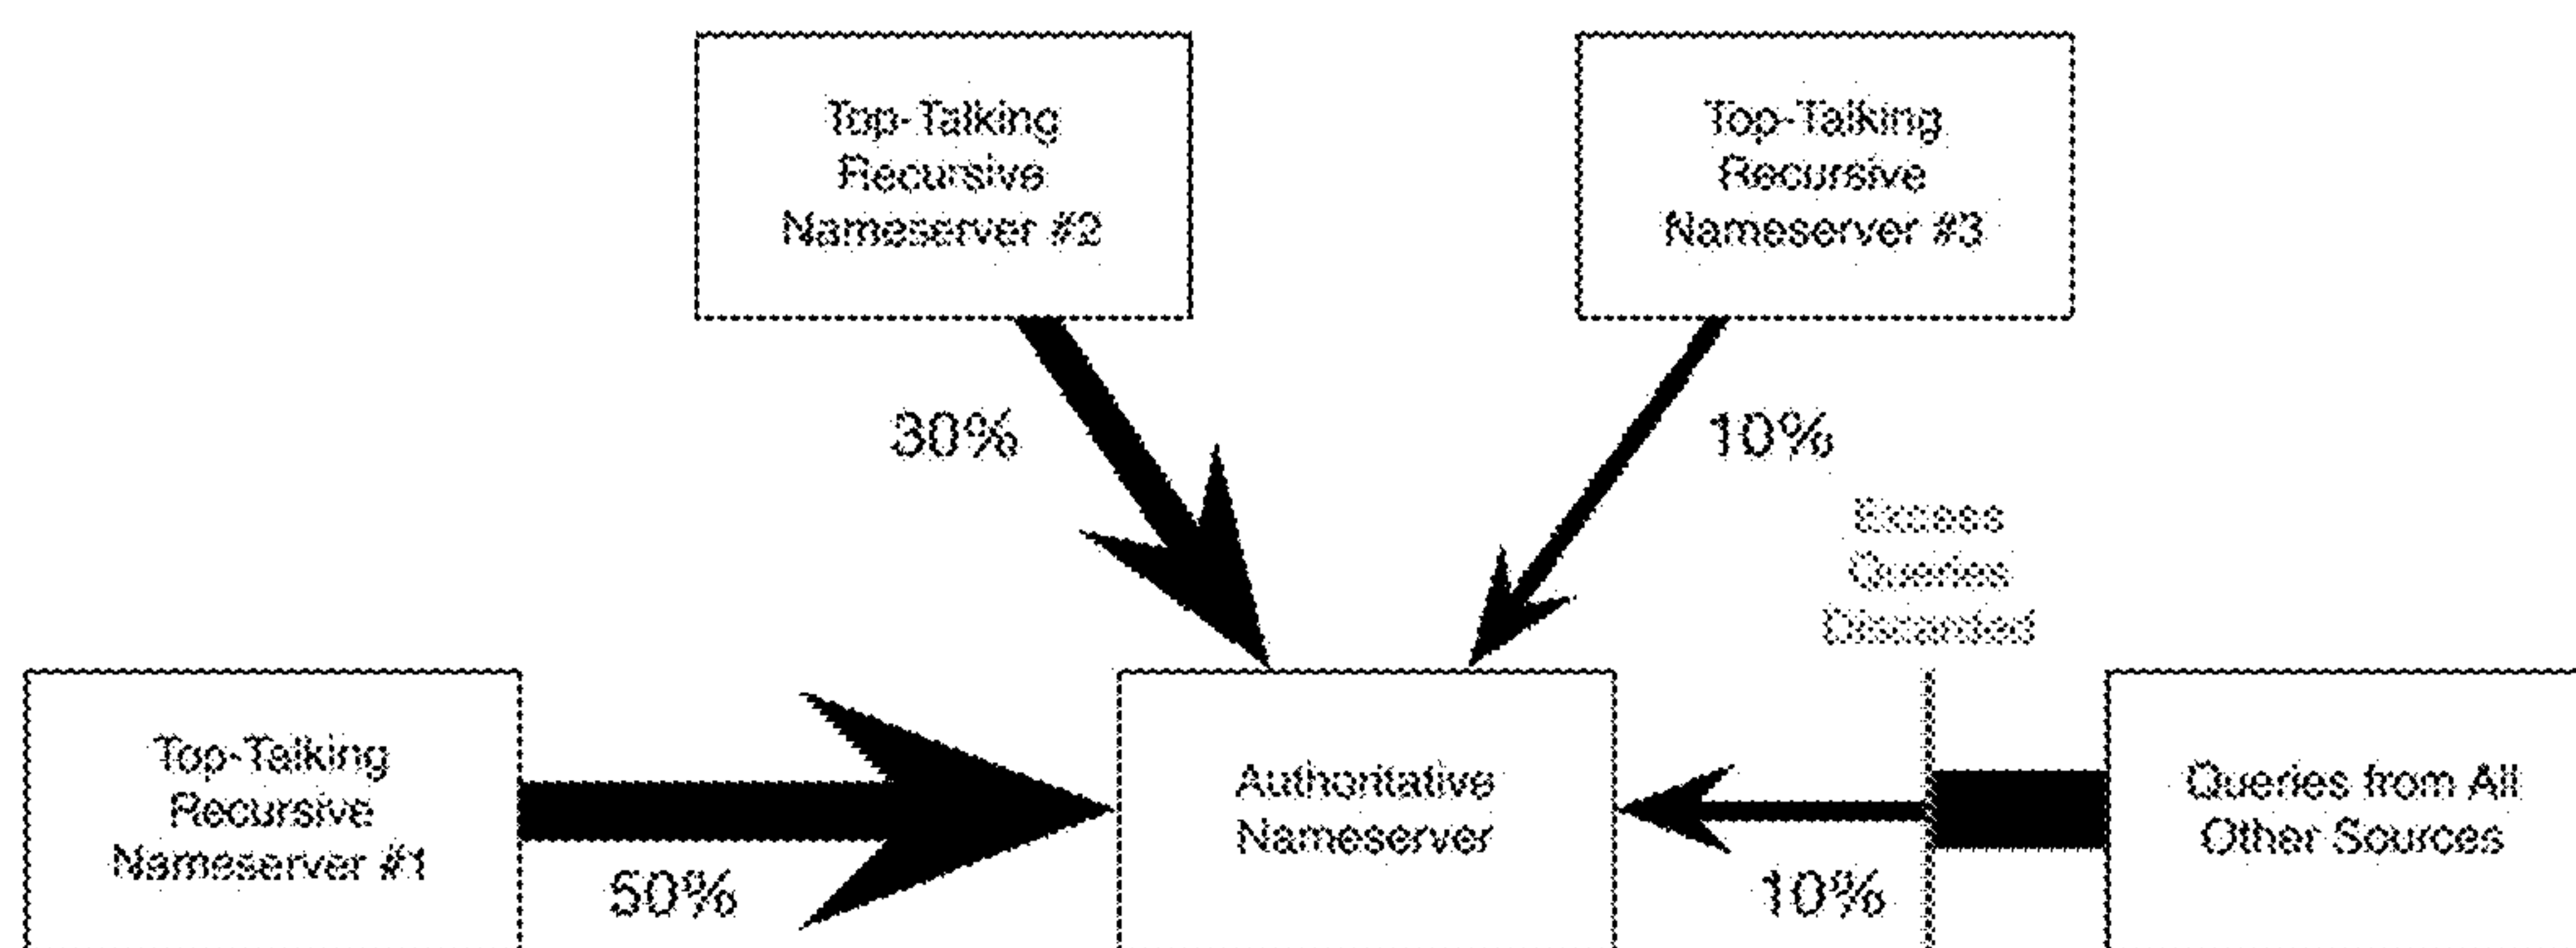 Top-Talking
Recursive
Nameserver #2
Top-Talking
Recursive
Nameserver #3
30%
10%
Excess
Queries
Discarded
Top-Talking
Recursive
Nameserver #1
50%
Authoritative
Nameserver
10%
Queries from All
Other Sources